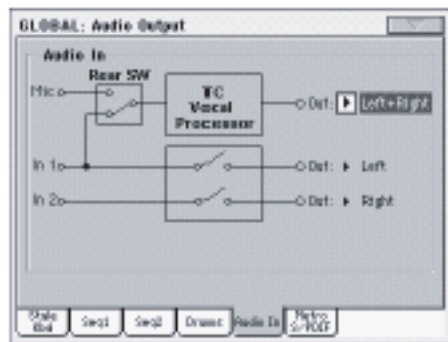 GLOBAL: Audio Output
Audio In
Rear SW
Mic
TC
Vocal
Processor
Out: Left+Right
In 1
Out: Left
In 2
Out: Right
Style
Kbd
Seq1
Seq2
Drums
Audio In
Metro
S/PDIF